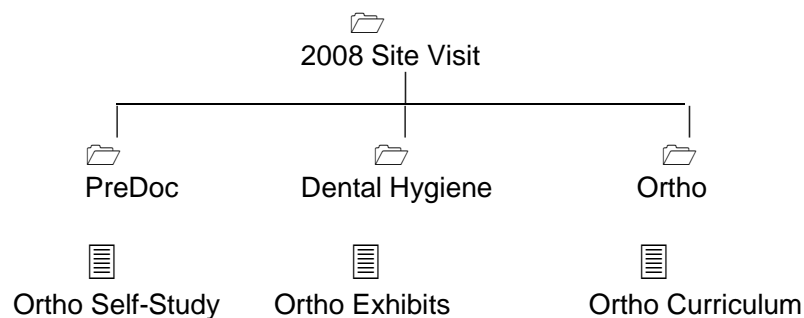 2008 Site Visit
PreDoc Dental Hygiene Ortho
Ortho Self-Study Ortho Exhibits Ortho Curriculum